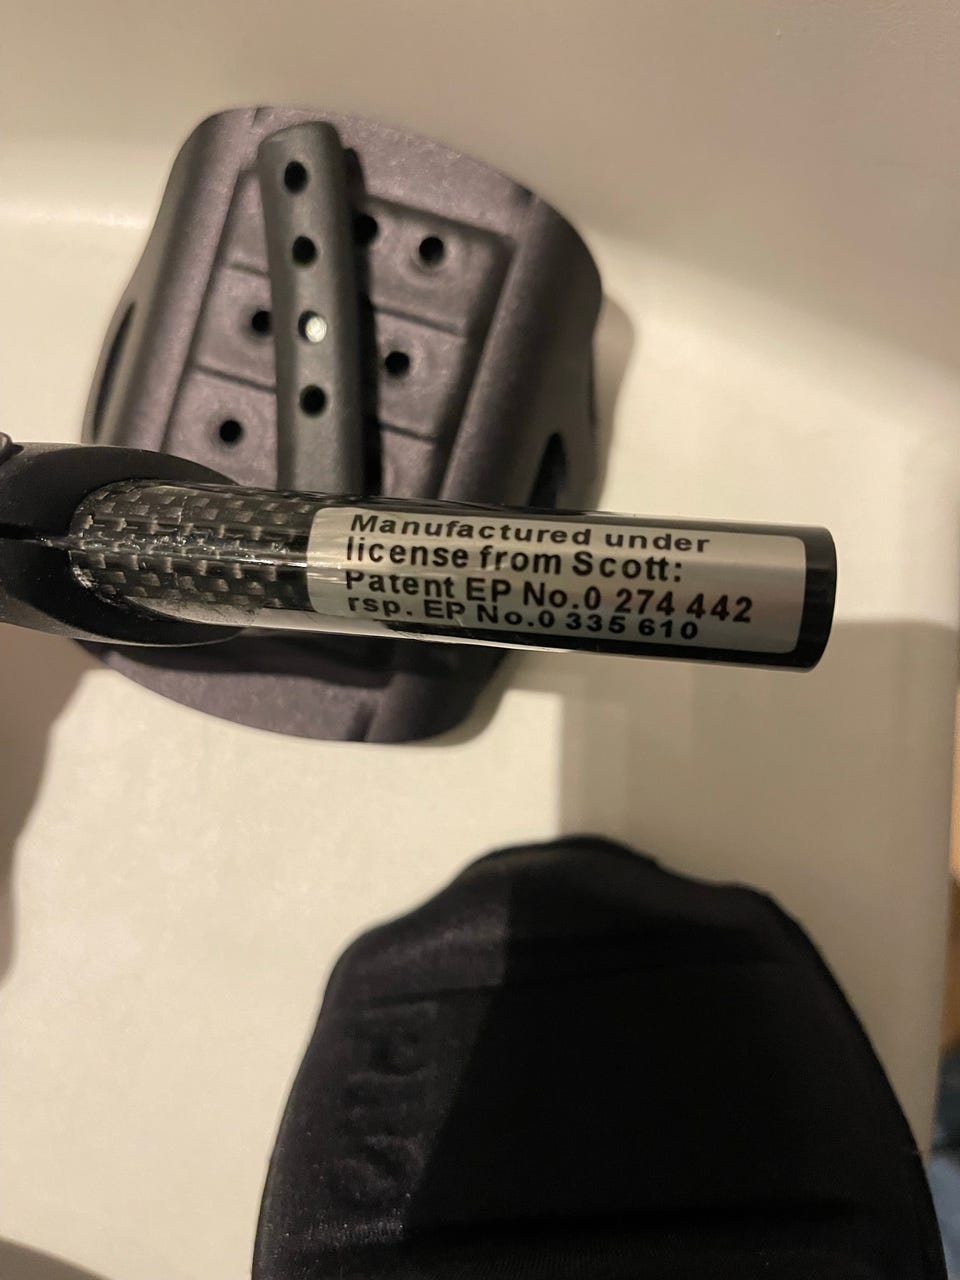 Manufactured under
license from Scott:
Patent EP No.0 274 442
rsp. EP No.0 335 610